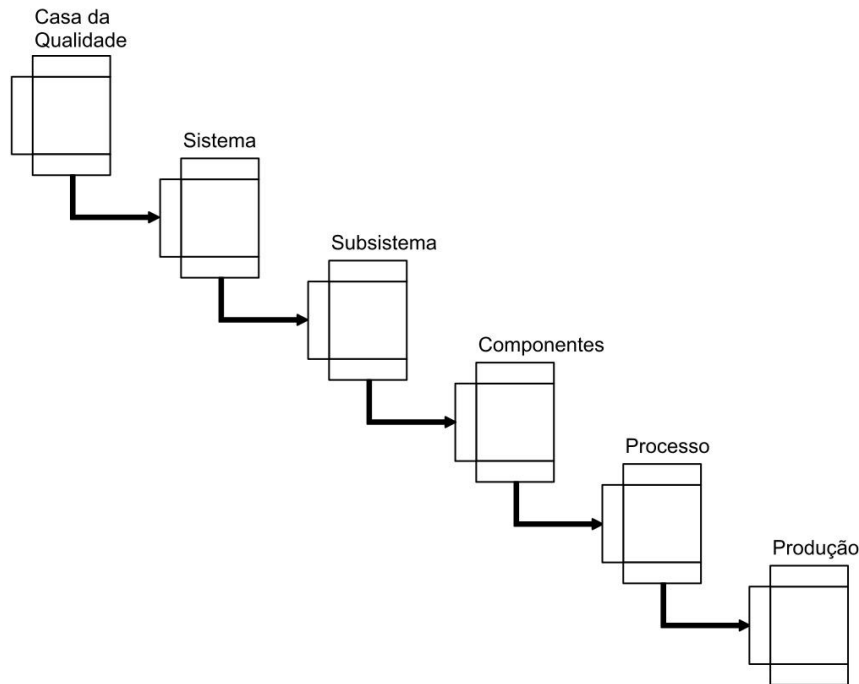 Casa da
Qualidade
Sistema
Subsistema
Componentes
Processo
Produção